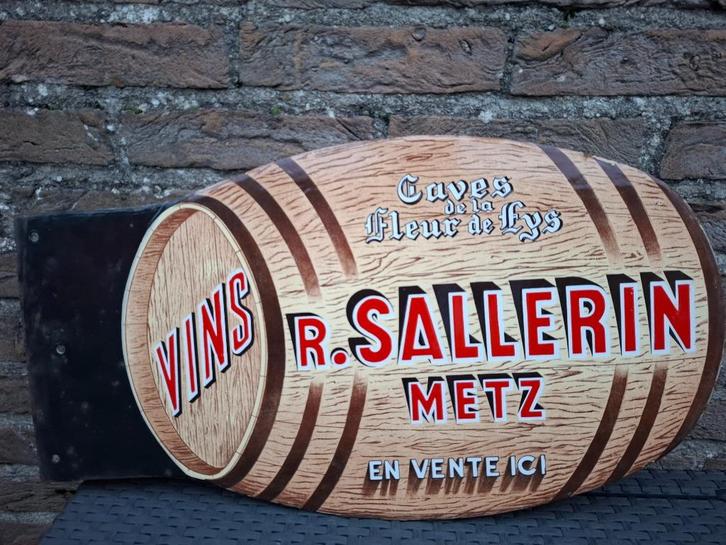 Caves
de la
Fleur de Lys
VINS
R. SALLERIN
METZ
EN VENTE ICI